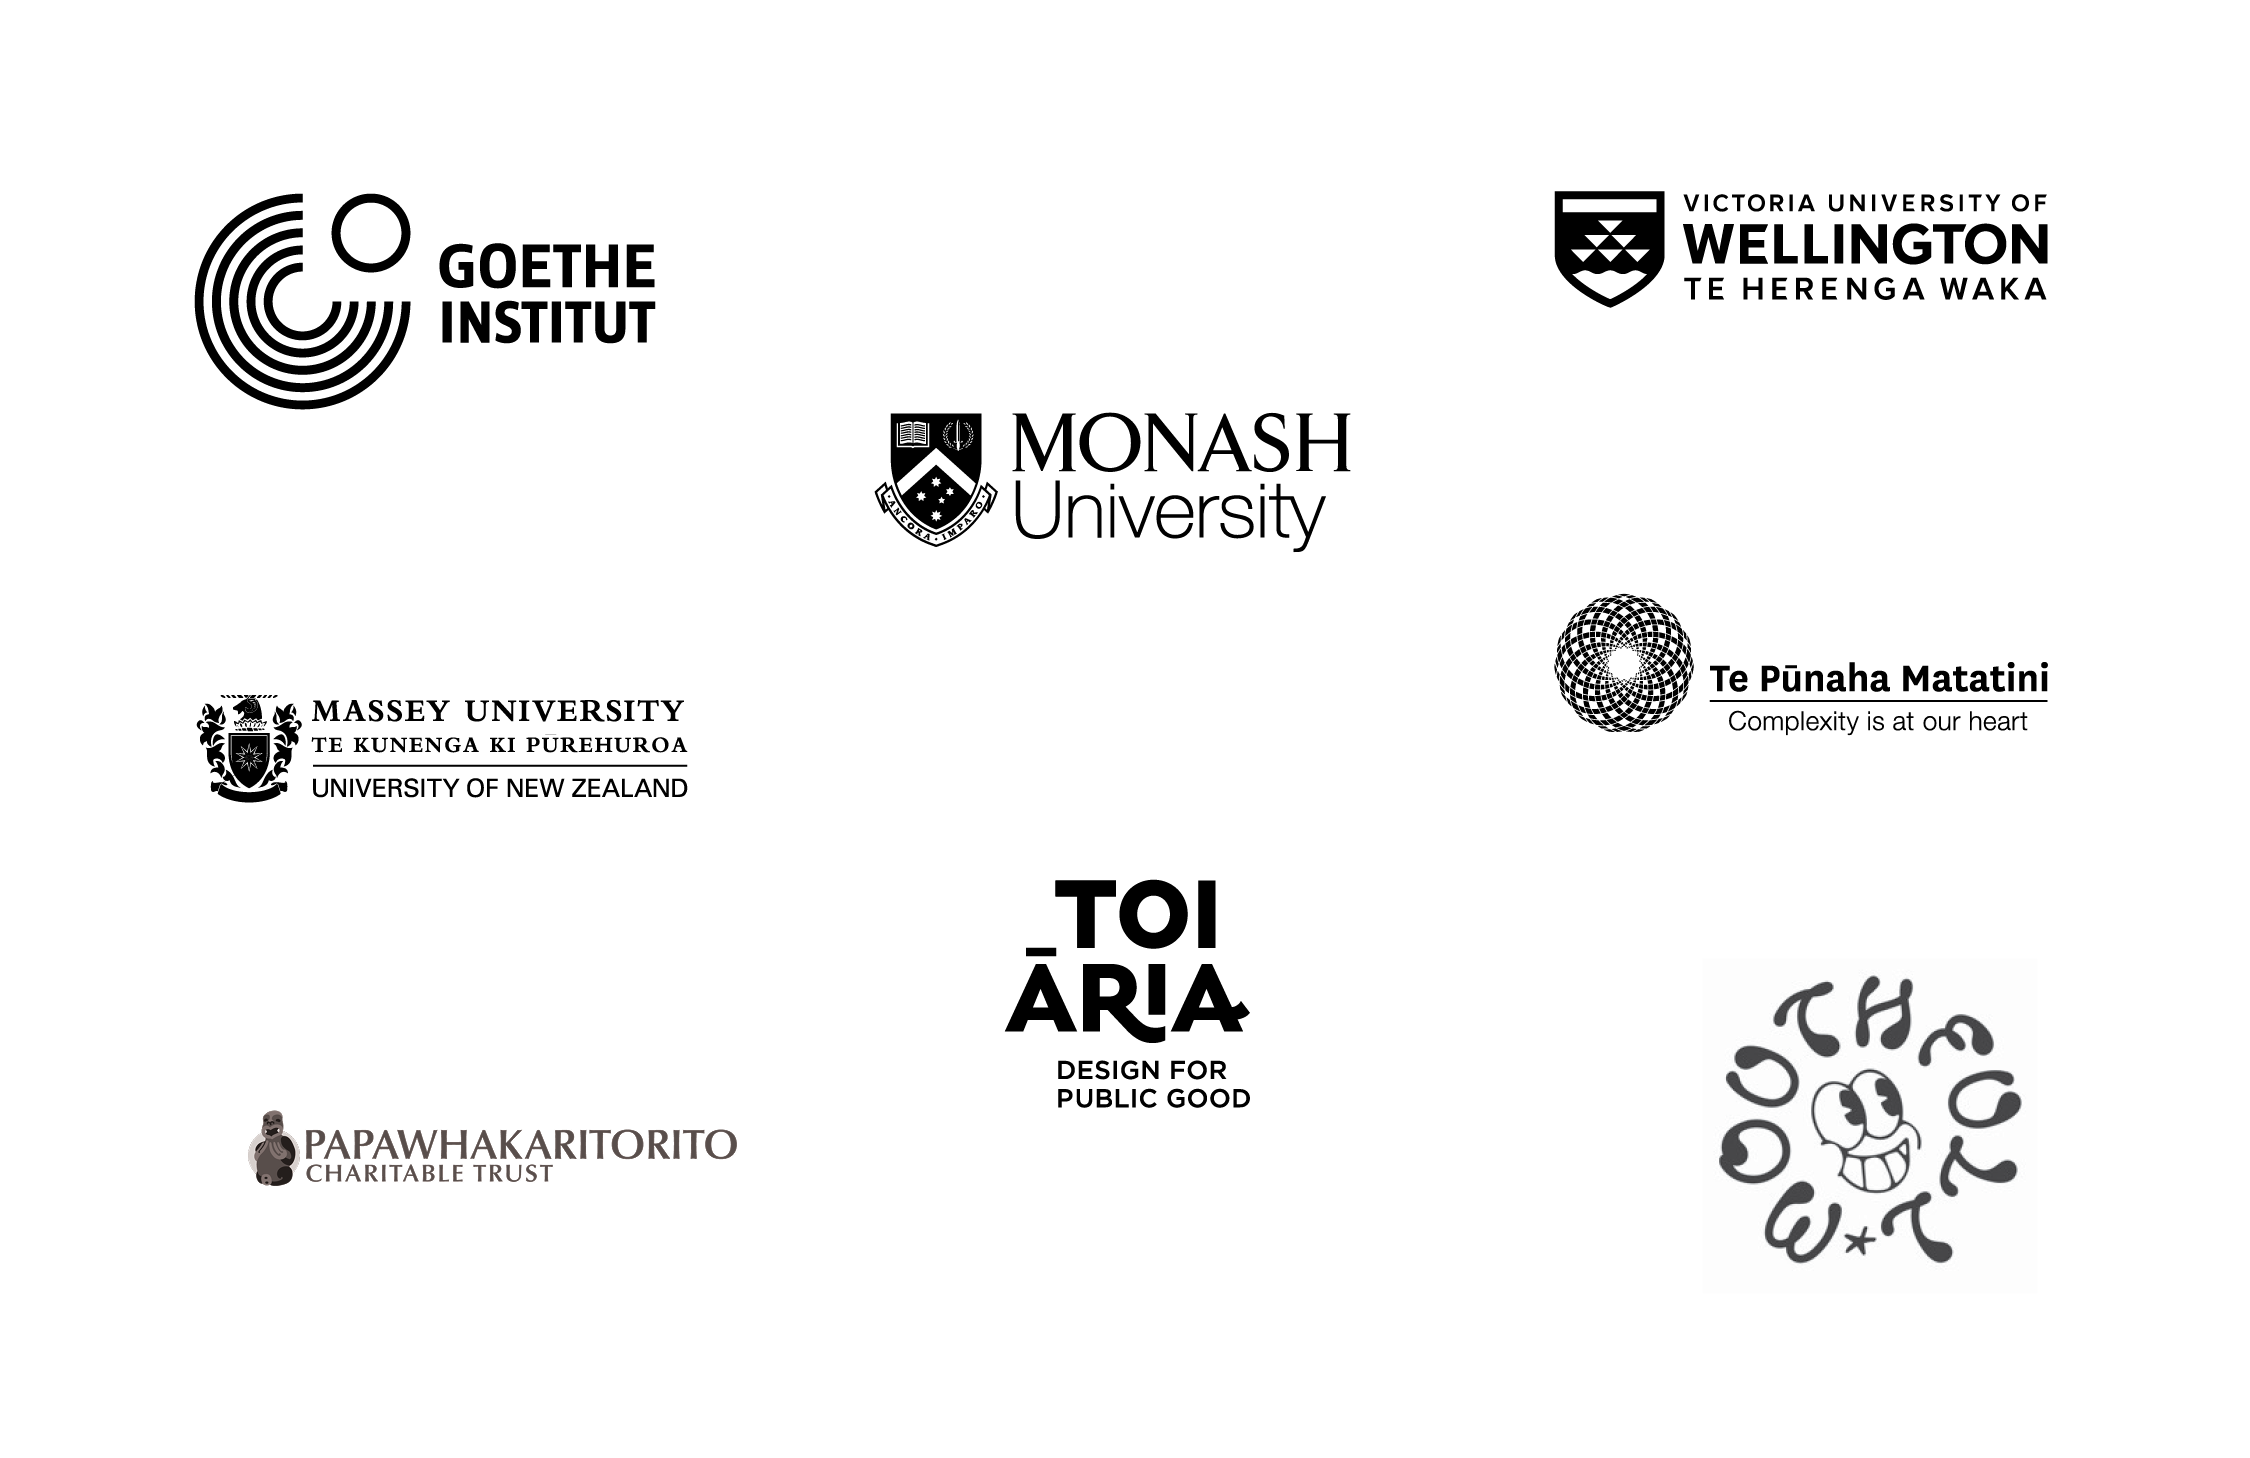 GOETHE
INSTITUT
VICTORIA UNIVERSITY OF
WELLINGTON
TE HERENGA WAKA
MONASH
University
ANCORA IMPARO
Te Pūnaha Matatini
Complexity is at our heart
MASSEY UNIVERSITY
TE KUNENGA KI PŪREHUROA
UNIVERSITY OF NEW ZEALAND
TOI
ĀRIA
DESIGN FOR
PUBLIC GOOD
PAPAWHAKARITORITO
CHARITABLE TRUST